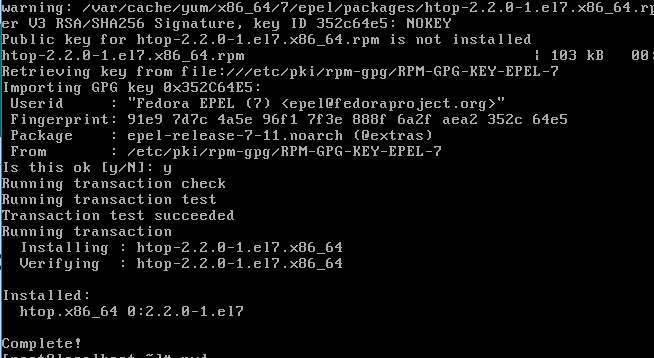 warning: /var/cache/yum/x86_64/7/epel/packages/htop-2.2.0-1.el7.x86_64.rp
er V3 RSA/SHA256 Signature, key ID 352c64e5: NOKEY
Public key for htop-2.2.0-1.el7.x86_64.rpm is not installed
htop-2.2.0-1.el7.x86_64.rpm | 103 kB 00:
Retrieving key from file:///etc/pki/rpm-gpg/RPM-GPG-KEY-EPEL-7
Importing GPG key 0x352C64E5:
Userid : "Fedora EPEL (7) <epel@fedoraproject.org>"
Fingerprint: 91e9 7d7c 4a5e 96f1 7f3e 888f 6a2f aea2 352c 64e5
Package : epel-release-7-11.noarch (@extras)
From : /etc/pki/rpm-gpg/RPM-GPG-KEY-EPEL-7
Is this ok [y/N]: y
Running transaction check
Running transaction test
Transaction test succeeded
Running transaction
Installing : htop-2.2.0-1.el7.x86_64
Verifying : htop-2.2.0-1.el7.x86_64
Installed:
htop.x86_64 0:2.2.0-1.el7
Complete!
[root@localhost ~]# pwd